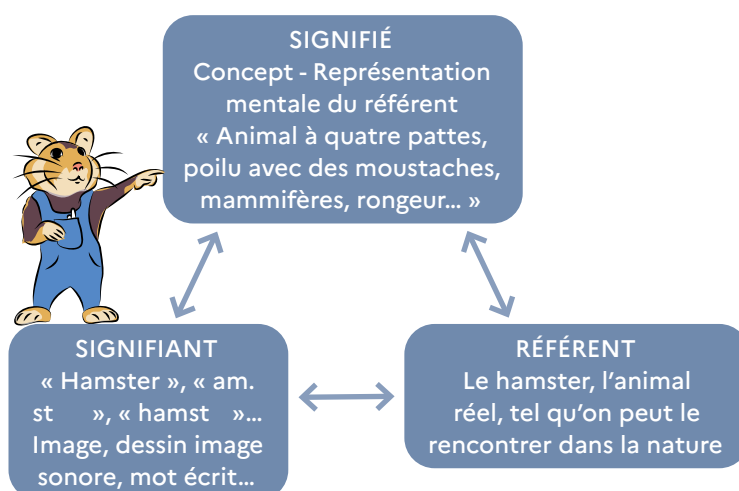 SIGNIFIÉ
Concept - Représentation
mentale du référent
« Animal à quatre pattes,
poilu avec des moustaches,
mammifères, rongeur... »
SIGNIFIANT
« Hamster », « am.
st », « hamst »...
Image, dessin image
sonore, mot écrit...
RÉFÉRENT
Le hamster, l’animal
réel, tel qu’on peut le
rencontrer dans la nature